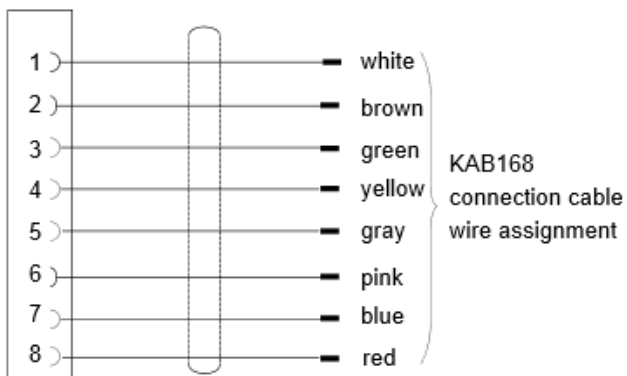 1 white
2 brown
3 green
4 yellow
5 gray
6 pink
7 blue
8 red
KAB168
connection cable
wire assignment